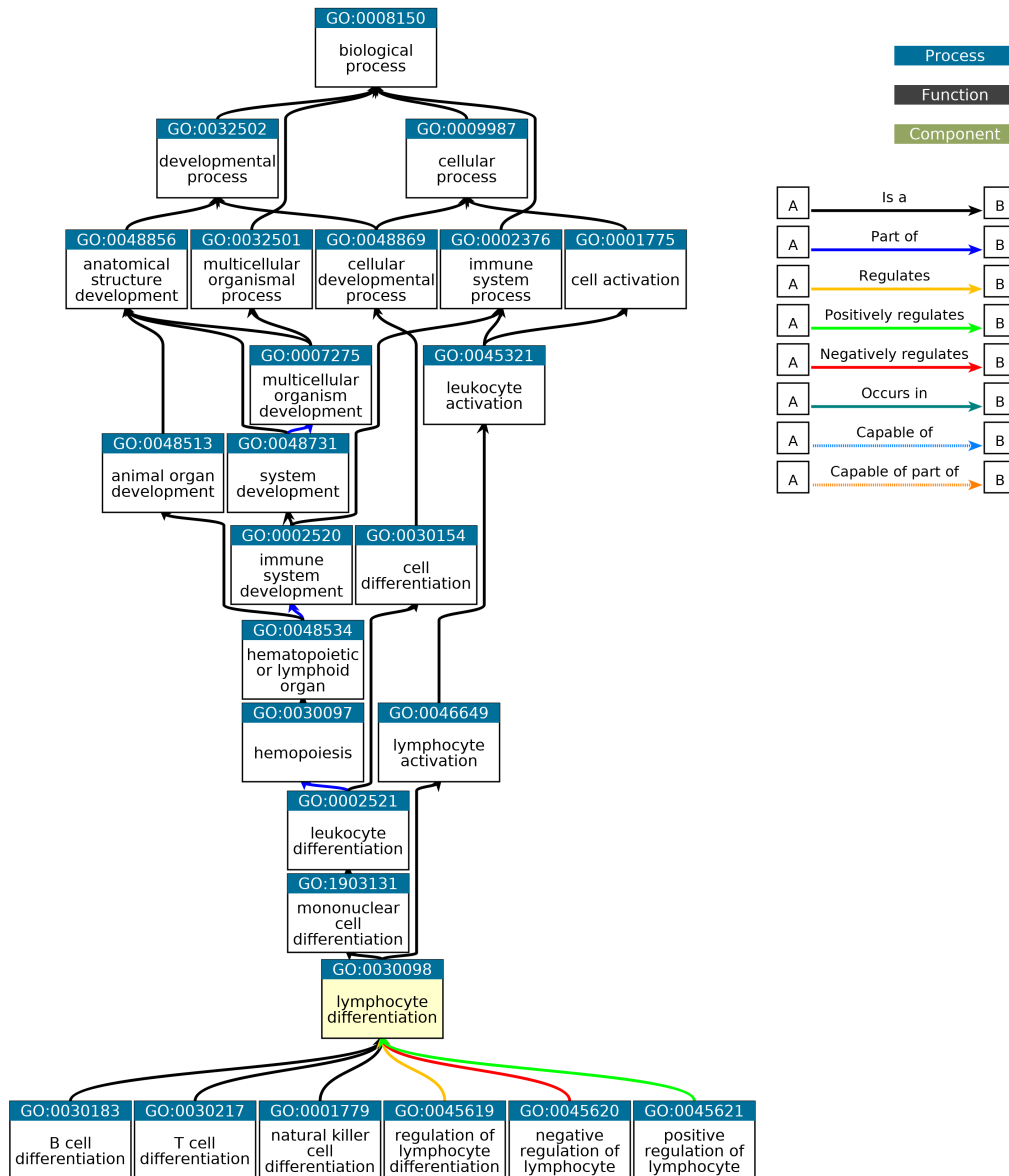 GO:0008150
biological
process
Process
Function
Component
GO:0032502
developmental
process
GO:0009987
cellular
process
A Is a B
A Part of B
A Regulates B
A Positively regulates B
A Negatively regulates B
A Occurs in B
A Capable of B
A Capable of part of B
GO:0048856
anatomical
structure
development
GO:0032501
multicellular
organismal
process
GO:0048869
cellular
developmental
process
GO:0002376
immune
system
process
GO:0001775
cell activation
GO:0007275
multicellular
organism
development
GO:0045321
leukocyte
activation
GO:0048513
animal organ
development
GO:0048731
system
development
GO:0002520
immune
system
development
GO:0030154
cell
differentiation
GO:0048534
hematopoietic
or lymphoid
organ
GO:0030097
hemopoiesis
GO:0046649
lymphocyte
activation
GO:0002521
leukocyte
differentiation
GO:1903131
mononuclear
cell
differentiation
GO:0030098
lymphocyte
differentiation
GO:0030183
B cell
differentiation
GO:0030217
T cell
differentiation
GO:0001779
natural killer
cell
differentiation
GO:0045619
regulation of
lymphocyte
differentiation
GO:0045620
negative
regulation of
lymphocyte
GO:0045621
positive
regulation of
lymphocyte